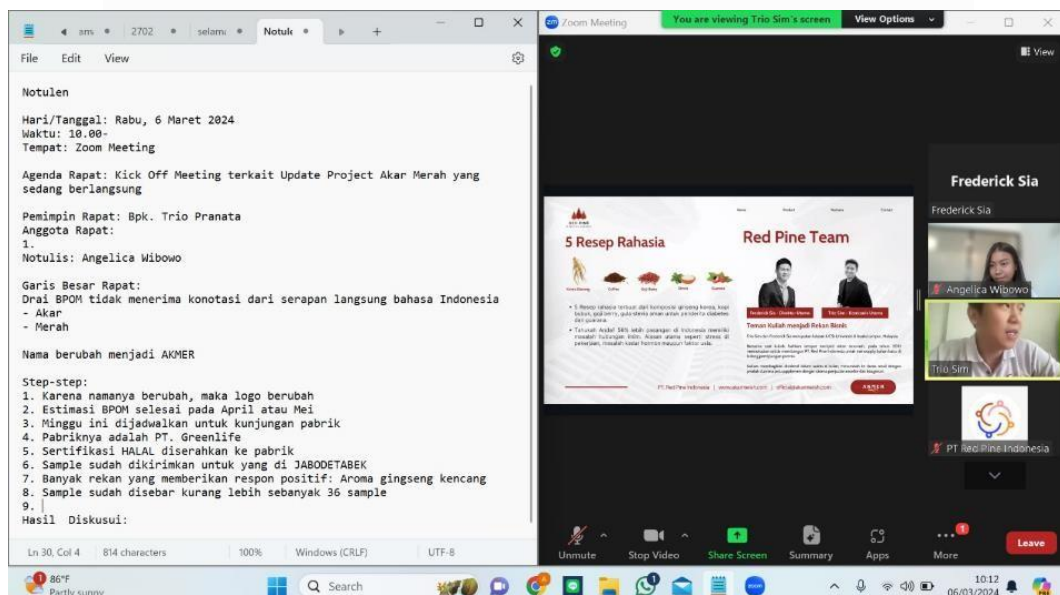 ami
2702
selama
Notule
File Edit View
Notulen
Hari/Tanggal: Rabu, 6 Maret 2024
Waktu: 10.00-
Tempat: Zoom Meeting
Agenda Rapat: Kick Off Meeting terkait Update Project Akar Merah yang
sedang berlangsung
Pemimpin Rapat: Bpk. Trio Pranata
Anggota Rapat:
1.
Notulis: Angelica Wibowo
Garis Besar Rapat:
Drai BPOM tidak menerima konotasi dari serapan langsung bahasa Indonesia
- Akar
- Merah
Nama berubah menjadi AKMER
Step-step:
1. Karena namanya berubah, maka logo berubah
2. Estimasi BPOM selesai pada April atau Mei
3. Minggu ini dijadwalkan untuk kunjungan pabrik
4. Pabriknya adalah PT. Greenlife
5. Sertifikasi HALAL diserahkan ke pabrik
6. Sample sudah dikirimkan untuk yang di JABODETABEK
7. Banyak rekan yang memberikan respon positif: Aroma gingseng kencang
8. Sample sudah disebar kurang lebih sebanyak 36 sample
9.
Hasil Diskusui:
Ln 30, Col 4 814 characters 100% Windows (CRLF) UTF-8
zm Zoom Meeting
You are viewing Trio Sim's screen View Options
View
5 Resep Rahasia
Red Pine Team
Teman Kuliah menjadi Rekan Bisnis
AKMER
Frederick Sia
Frederick Sia
Angelica Wibowo
Trio Sim
PT Red Pine Indonesia
Unmute
Stop Video
Share Screen
Summary
Apps
1
More
Leave
1
86°F
Partly sunny
Search
10:12
06/03/2024